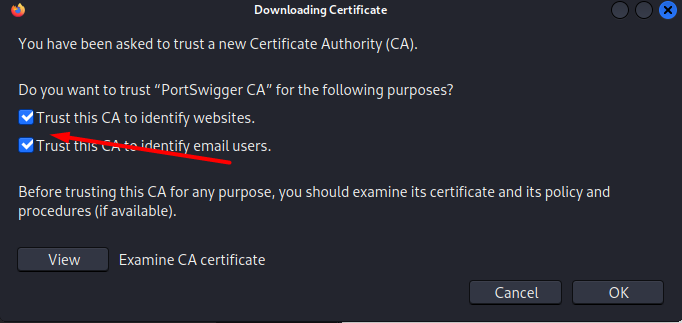 Downloading Certificate
You have been asked to trust a new Certificate Authority (CA).
Do you want to trust “PortSwigger CA” for the following purposes?
Trust this CA to identify websites.
Trust this CA to identify email users.
Before trusting this CA for any purpose, you should examine its certificate and its policy and
procedures (if available).
View Examine CA certificate
Cancel OK